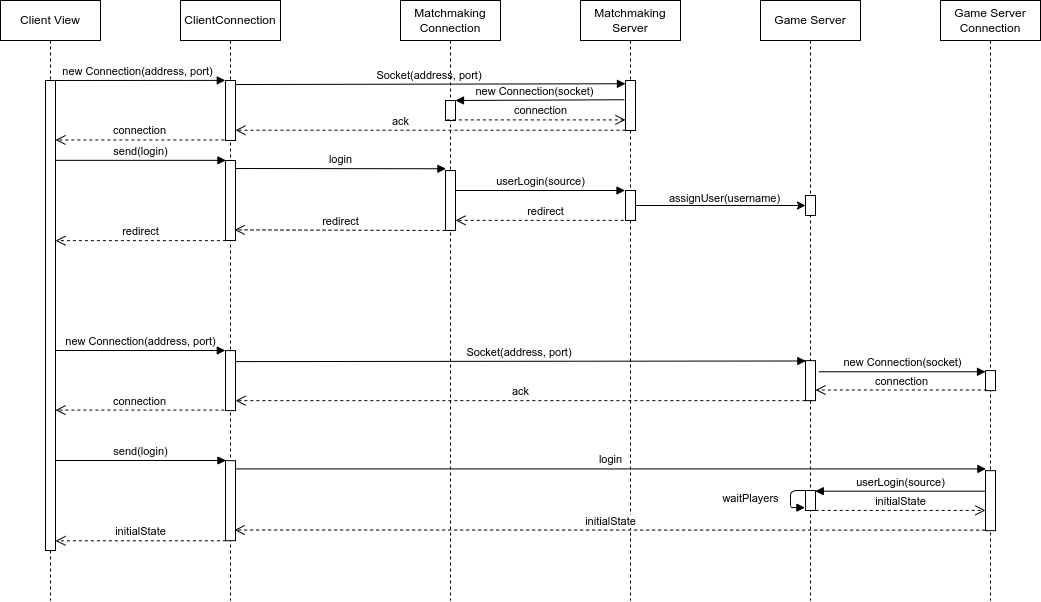 Client View
ClientConnection
Matchmaking
Connection
Matchmaking
Server
Game Server
Game Server
Connection
new Connection(address, port)
Socket(address, port)
new Connection(socket)
connection
ack
connection
send(login)
login
userLogin(source)
assignUser(username)
redirect
redirect
redirect
new Connection(address, port)
Socket(address, port)
new Connection(socket)
connection
ack
connection
send(login)
login
userLogin(source)
waitPlayers
initialState
initialState
initialState